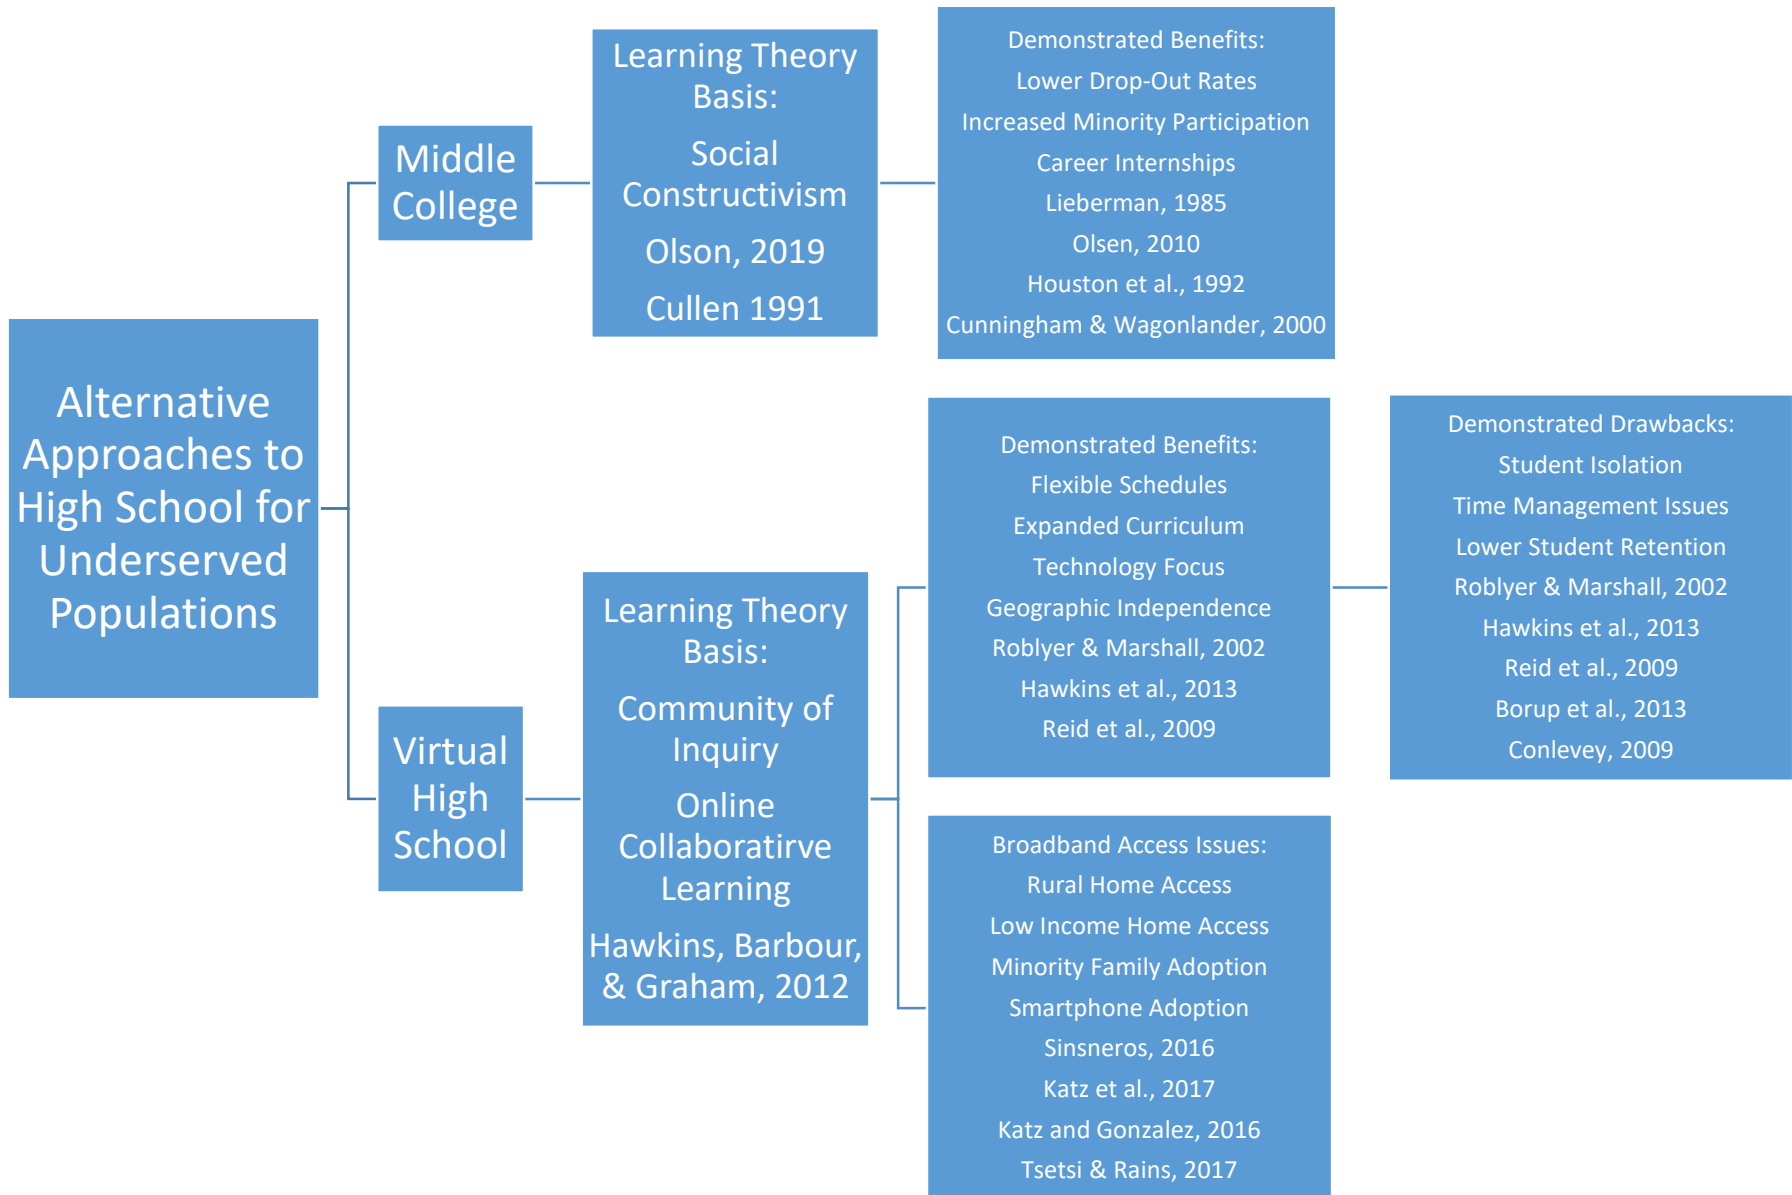 Alternative
Approaches to
High School for
Underserved
Populations
Middle
College
Learning Theory
Basis:
Social
Constructivism
Olson, 2019
Cullen 1991
Demonstrated Benefits:
Lower Drop-Out Rates
Increased Minority Participation
Career Internships
Lieberman, 1985
Olsen, 2010
Houston et al., 1992
Cunningham & Wagonlander, 2000
Virtual
High
School
Learning Theory
Basis:
Community of
Inquiry
Online
Collaboratirve
Learning
Hawkins, Barbour,
& Graham, 2012
Demonstrated Benefits:
Flexible Schedules
Expanded Curriculum
Technology Focus
Geographic Independence
Roblyer & Marshall, 2002
Hawkins et al., 2013
Reid et al., 2009
Demonstrated Drawbacks:
Student Isolation
Time Management Issues
Lower Student Retention
Roblyer & Marshall, 2002
Hawkins et al., 2013
Reid et al., 2009
Borup et al., 2013
Conlevey, 2009
Broadband Access Issues:
Rural Home Access
Low Income Home Access
Minority Family Adoption
Smartphone Adoption
Sinsneros, 2016
Katz et al., 2017
Katz and Gonzalez, 2016
Tsetsi & Rains, 2017